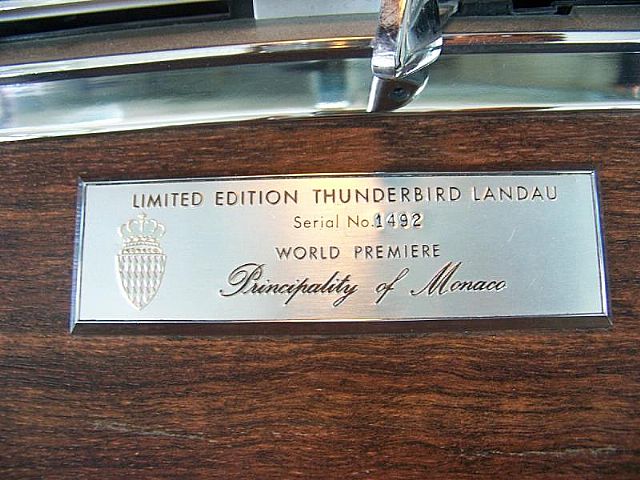 LIMITED EDITION THUNDERBIRD LANDAU
Serial No.1492
WORLD PREMIERE
Principality of Monaco